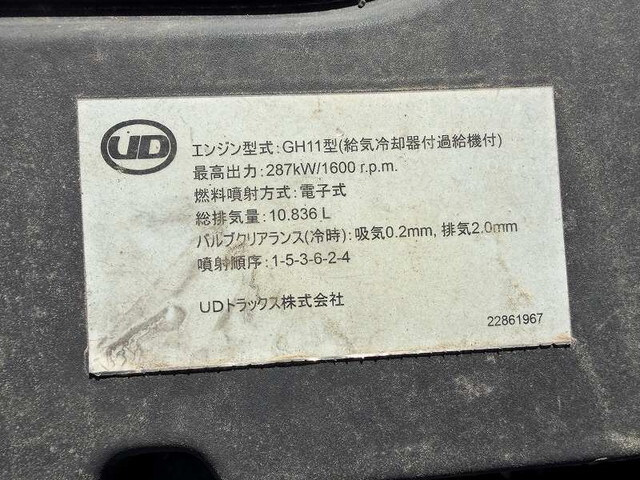 UD
エンジン型式：GH11型(給気冷却器付過給機付)
最高出力：287kW/1600 r.p.m.
燃料噴射方式：電子式
総排気量：10.836 L
バルブクリアランス(冷時)：吸気0.2mm, 排気2.0mm
噴射順序：1-5-3-6-2-4
UDトラックス株式会社
22861967